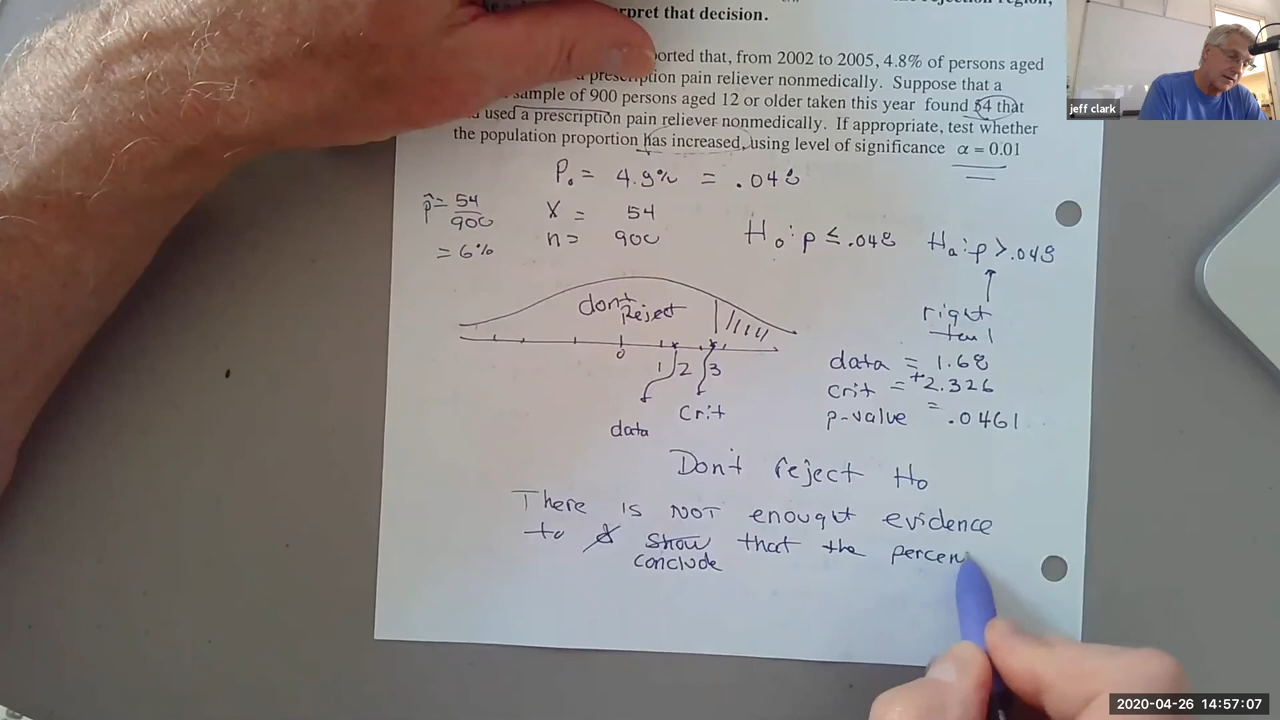 rejection region,
pret that decision.
ported that, from 2002 to 2005, 4.8% of persons aged
prescription pain reliever nonmedically. Suppose that a
sample of 900 persons aged 12 or older taken this year found 54 that
used a prescription pain reliever nonmedically. If appropriate, test whether
the population proportion has increased, using level of significance α = 0.01
P₀ = 4.8% = .048
p̂ = 54/900
= 6%
X = 54
n = 900
H₀: p ≤ .048 Hₐ: p > .048
right
tail
don't
Reject
0
1 2 3
data
Crit
data = 1.68
crit = +2.326
p-value = .0461
Don't reject H₀
There is NOT enought evidence
to show that the percen
conclude
jeff clark
2020-04-26 14:57:07